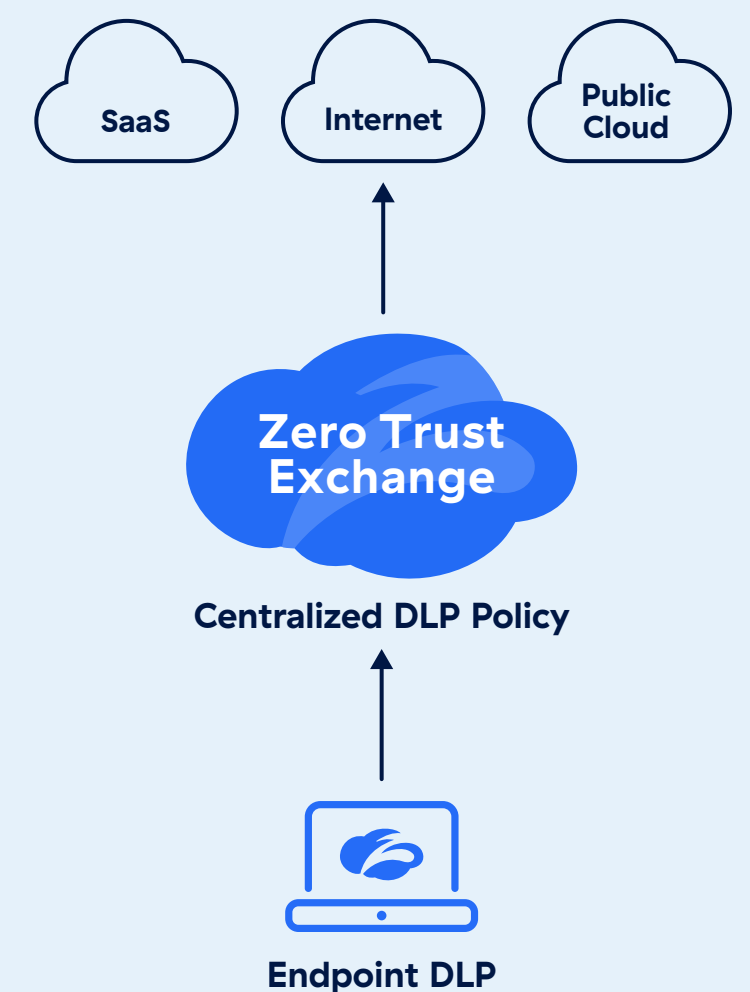 SaaS
Internet
Public
Cloud
Zero Trust
Exchange
Centralized DLP Policy
Endpoint DLP